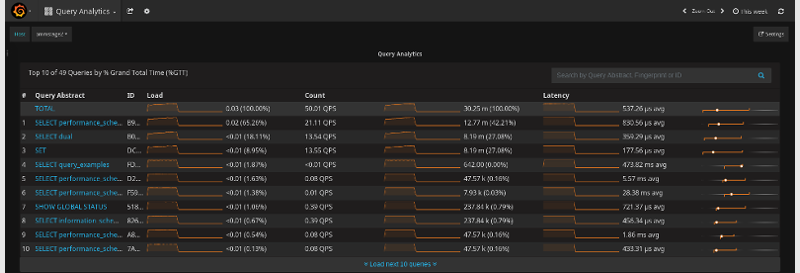 Query Analytics
Zoom Out This week
Host Settings
Query Analytics
Top 10 of 49 Queries by % Grand Total Time (%GTT) Search by Query Abstract, Fingerprint or ID
# Query Abstract ID Load Count Latency
TOTAL 0.03 (100.00%) 50.01 QPS 30.25 m (100.00%) 537.26 µs avg
1 SELECT performance_sche... B9... 0.02 (65.26%) 21.11 QPS 12.77 m (42.21%) 830.56 µs avg
2 SELECT dual 80... <0.01 (18.11%) 13.54 QPS 8.19 m (27.08%) 359.29 µs avg
3 SET DC... <0.01 (8.95%) 13.55 QPS 8.19 m (27.08%) 177.56 µs avg
4 SELECT query_examples FD... <0.01 (1.87%) <0.01 QPS 642.00 (0.00%) 473.82 ms avg
5 SELECT performance_sche... D2... <0.01 (1.63%) 0.08 QPS 47.57 k (0.16%) 5.57 ms avg
6 SELECT performance_sche... F59... <0.01 (1.38%) 0.01 QPS 7.93 k (0.03%) 28.38 ms avg
7 SHOW GLOBAL STATUS 518... <0.01 (1.06%) 0.39 QPS 237.84 k (0.79%) 721.37 µs avg
8 SELECT information_sche... 826... <0.01 (0.67%) 0.39 QPS 237.84 k (0.79%) 456.34 µs avg
9 SELECT performance_sche... A8... <0.01 (0.54%) 0.08 QPS 47.57 k (0.16%) 1.86 ms avg
10 SELECT performance_sche... 7A... <0.01 (0.13%) 0.08 QPS 47.57 k (0.16%) 433.31 µs avg
Load next 10 queries